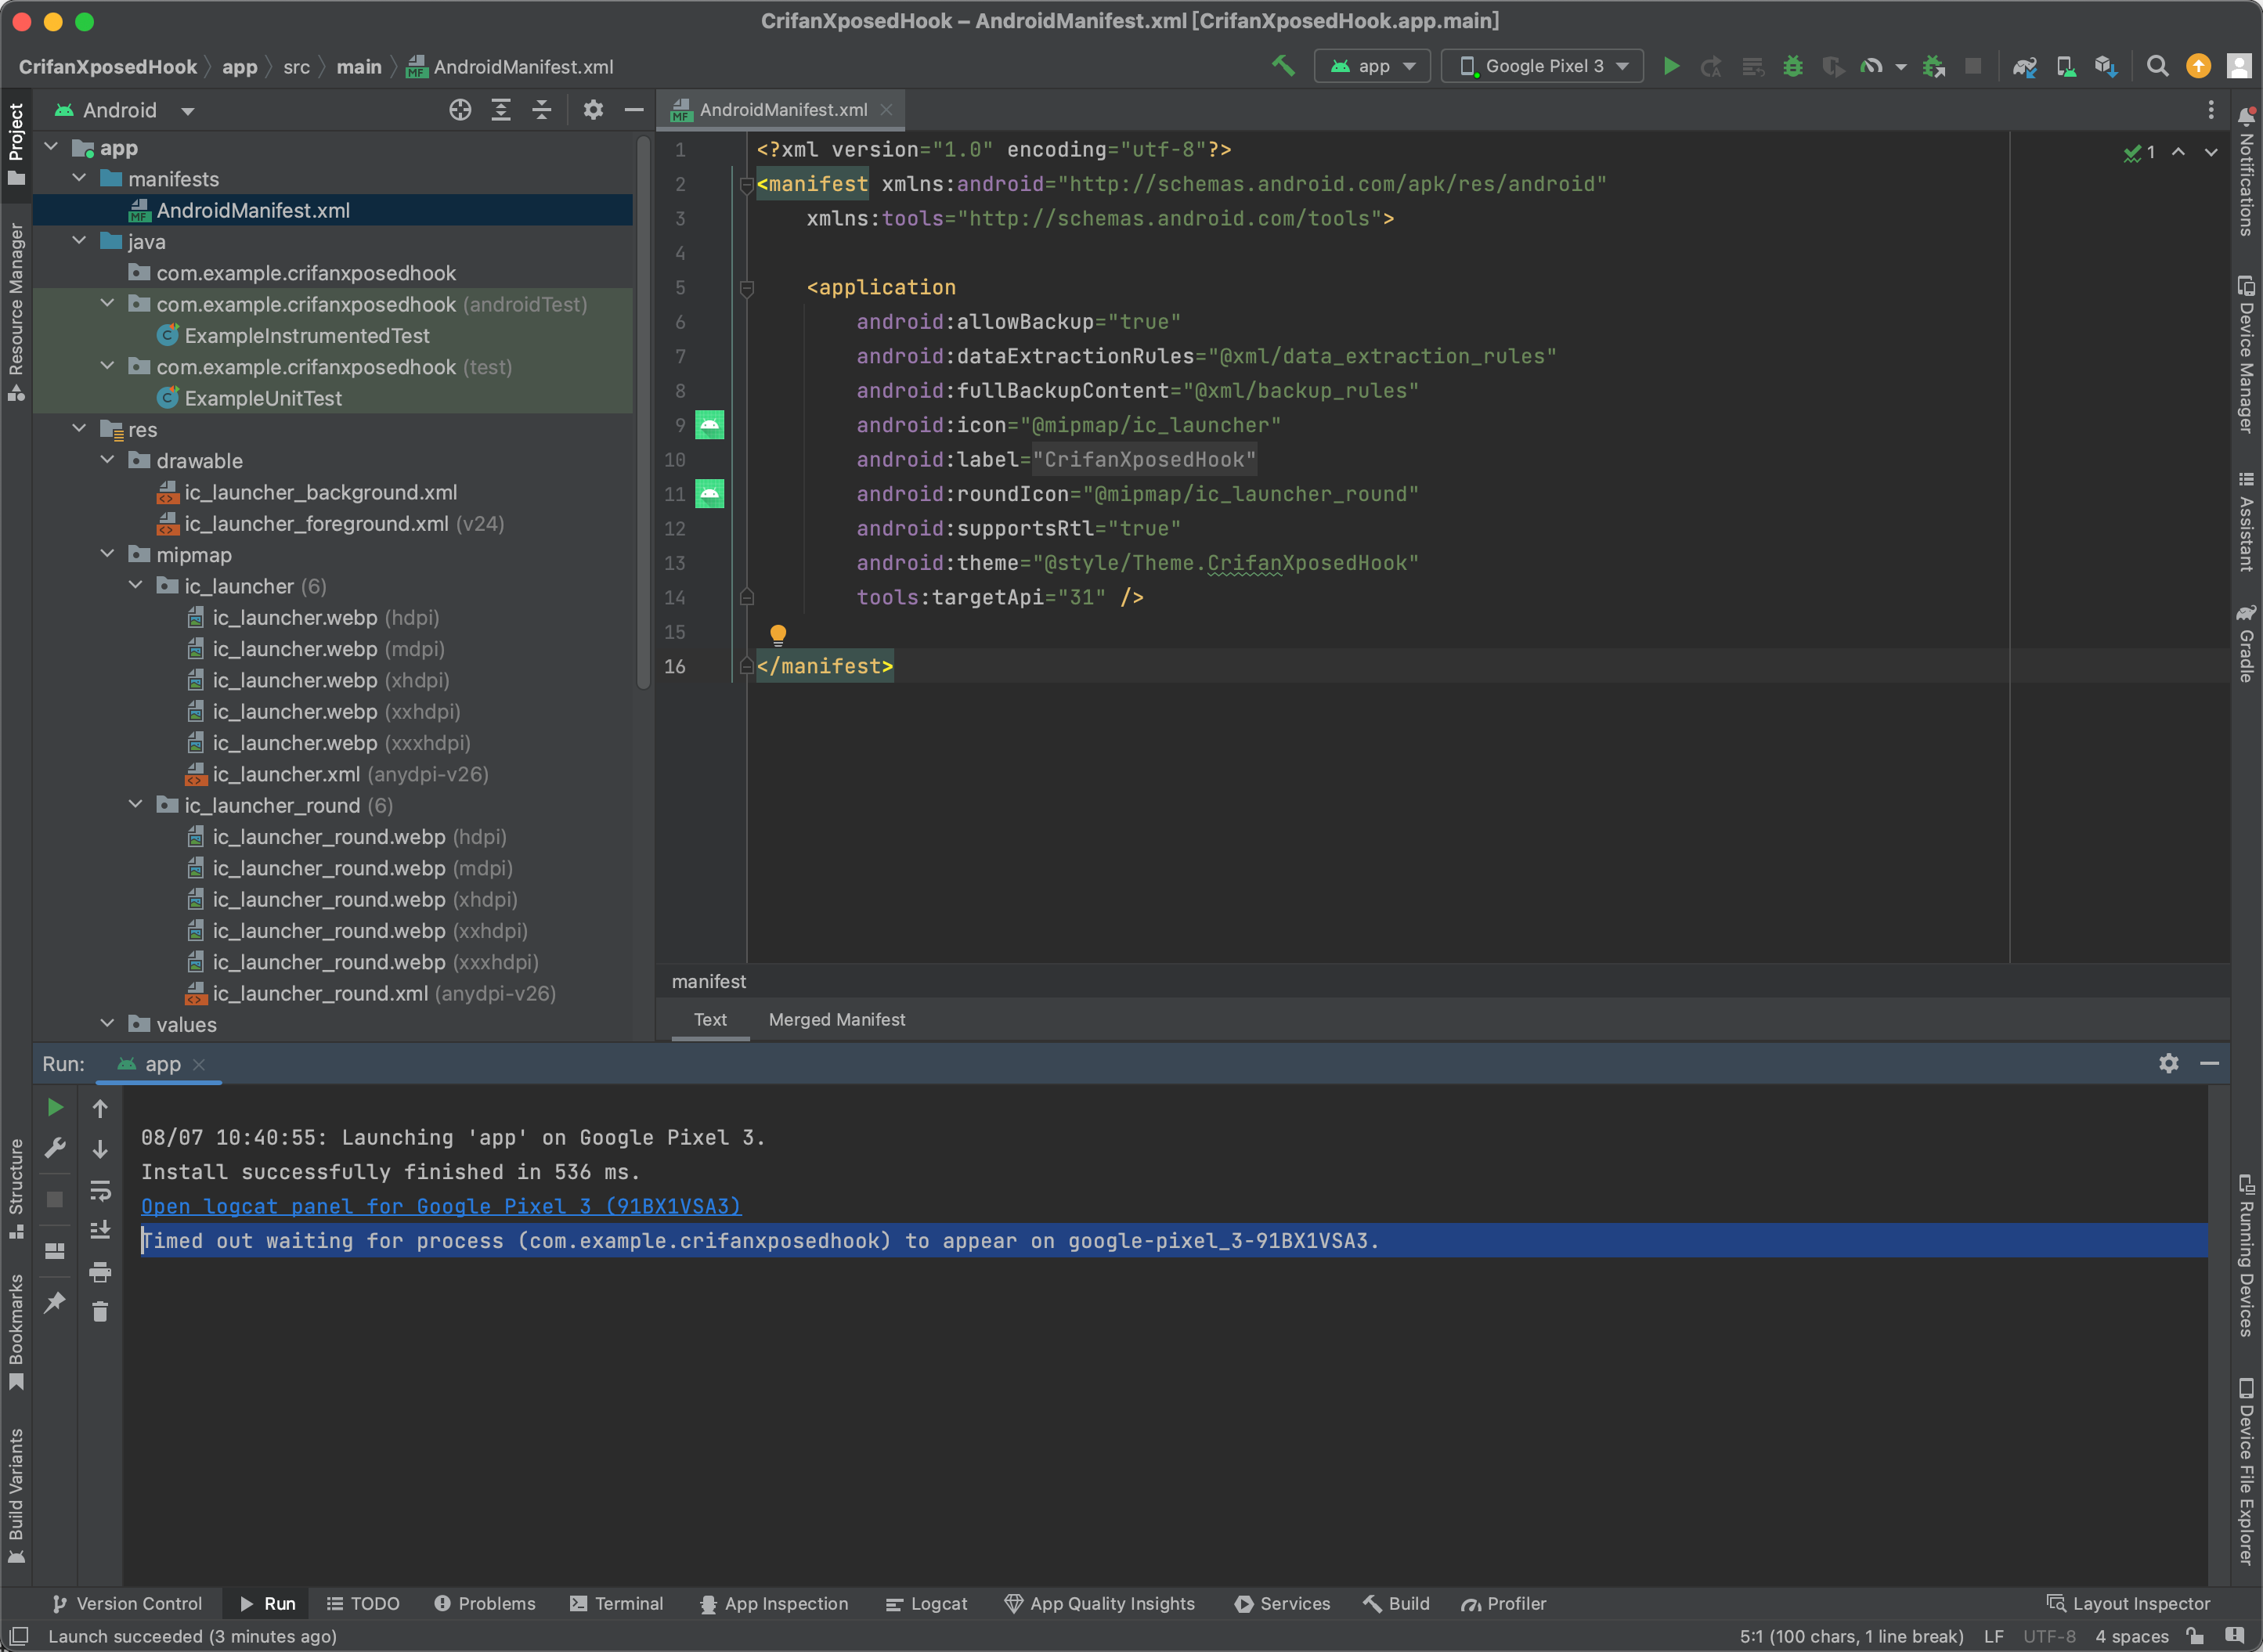 CrifanXposedHook – AndroidManifest.xml [CrifanXposedHook.app.main]
CrifanXposedHook app src main AndroidManifest.xml
app
Google Pixel 3
Project
Resource Manager
Structure
Bookmarks
Build Variants
Android
app
manifests
AndroidManifest.xml
java
com.example.crifanxposedhook
com.example.crifanxposedhook (androidTest)
ExampleInstrumentedTest
com.example.crifanxposedhook (test)
ExampleUnitTest
res
drawable
ic_launcher_background.xml
ic_launcher_foreground.xml (v24)
mipmap
ic_launcher (6)
ic_launcher.webp (hdpi)
ic_launcher.webp (mdpi)
ic_launcher.webp (xhdpi)
ic_launcher.webp (xxhdpi)
ic_launcher.webp (xxxhdpi)
ic_launcher.xml (anydpi-v26)
ic_launcher_round (6)
ic_launcher_round.webp (hdpi)
ic_launcher_round.webp (mdpi)
ic_launcher_round.webp (xhdpi)
ic_launcher_round.webp (xxhdpi)
ic_launcher_round.webp (xxxhdpi)
ic_launcher_round.xml (anydpi-v26)
values
AndroidManifest.xml
1 <?xml version="1.0" encoding="utf-8"?>
2 <manifest xmlns:android="http://schemas.android.com/apk/res/android"
3 xmlns:tools="http://schemas.android.com/tools">
4
5 <application
6 android:allowBackup="true"
7 android:dataExtractionRules="@xml/data_extraction_rules"
8 android:fullBackupContent="@xml/backup_rules"
9 android:icon="@mipmap/ic_launcher"
10 android:label="CrifanXposedHook"
11 android:roundIcon="@mipmap/ic_launcher_round"
12 android:supportsRtl="true"
13 android:theme="@style/Theme.CrifanXposedHook"
14 tools:targetApi="31" />
15
16 </manifest>
1
manifest
Text Merged Manifest
Notifications
Device Manager
Assistant
Gradle
Running Devices
Device File Explorer
Run: app
08/07 10:40:55: Launching 'app' on Google Pixel 3.
Install successfully finished in 536 ms.
Open logcat panel for Google Pixel 3 (91BX1VSA3)
Timed out waiting for process (com.example.crifanxposedhook) to appear on google-pixel_3-91BX1VSA3.
Version Control Run TODO Problems Terminal App Inspection Logcat App Quality Insights Services Build Profiler Layout Inspector
Launch succeeded (3 minutes ago) 5:1 (100 chars, 1 line break) LF UTF-8 4 spaces